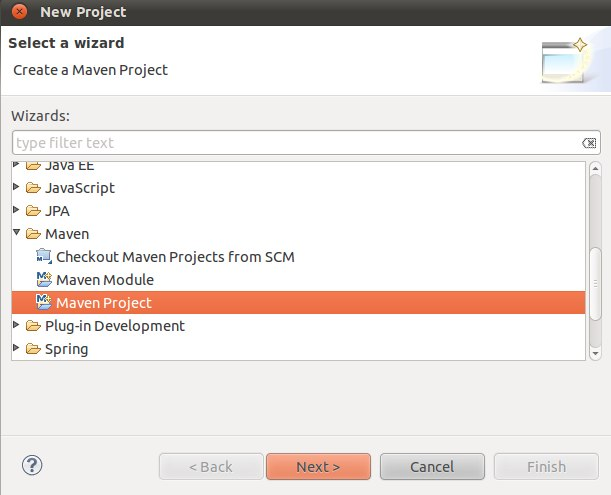 New Project
Select a wizard
Create a Maven Project
Wizards:
type filter text
Java EE
JavaScript
JPA
Maven
Checkout Maven Projects from SCM
Maven Module
Maven Project
Plug-in Development
Spring
< Back Next > Cancel Finish